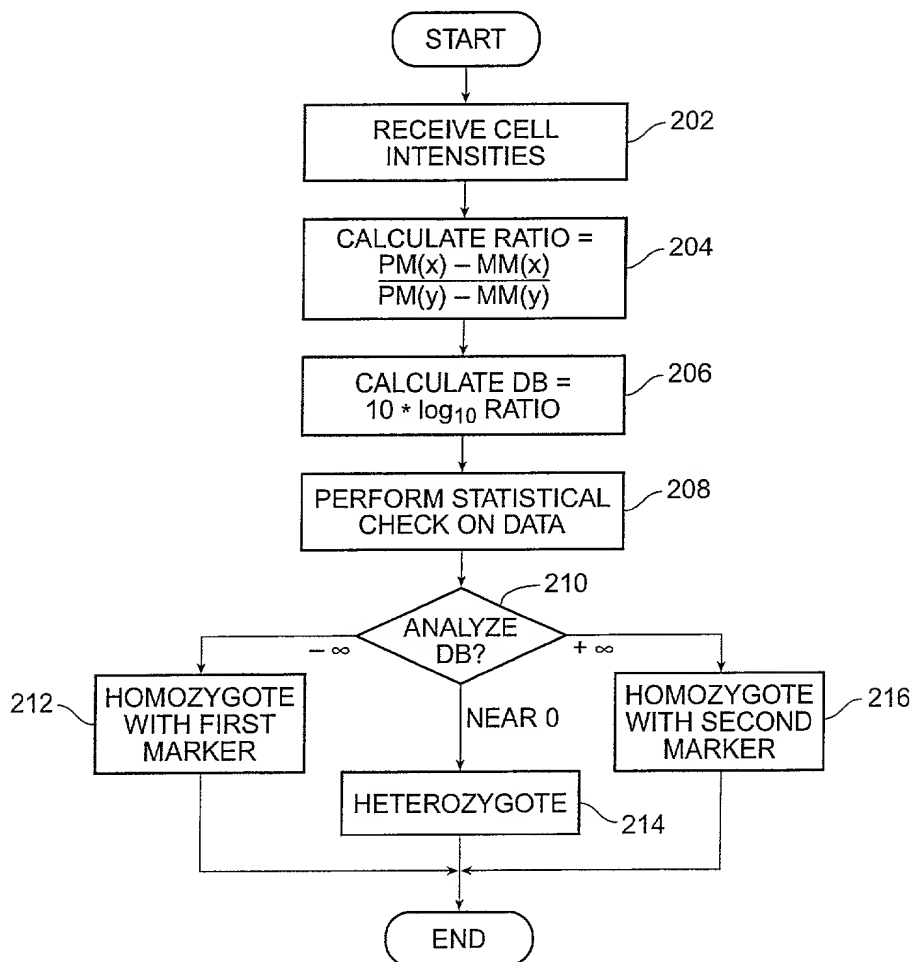 START
RECEIVE CELL
INTENSITIES
202
CALCULATE RATIO =
PM(x) – MM(x)
PM(y) – MM(y)
204
CALCULATE DB =
10 * log₁₀ RATIO
206
PERFORM STATISTICAL
CHECK ON DATA
208
210
ANALYZE
DB?
– ∞
+ ∞
NEAR 0
212
HOMOZYGOTE
WITH FIRST
MARKER
HOMOZYGOTE
WITH SECOND
MARKER
216
HETEROZYGOTE
214
END